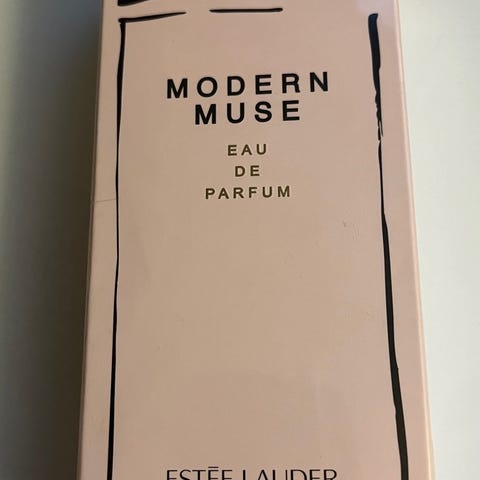 MODERN
MUSE
EAU
DE
PARFUM
ESTĒE LAUDER